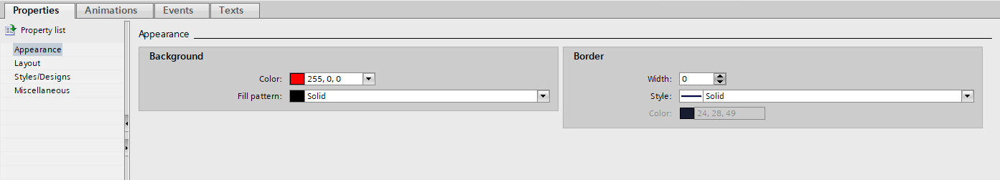 Properties Animations Events Texts
Property list
Appearance
Layout
Styles/Designs
Miscellaneous
Appearance
Background
Color: 255, 0, 0
Fill pattern: Solid
Border
Width: 0
Style: Solid
Color: 24, 28, 49